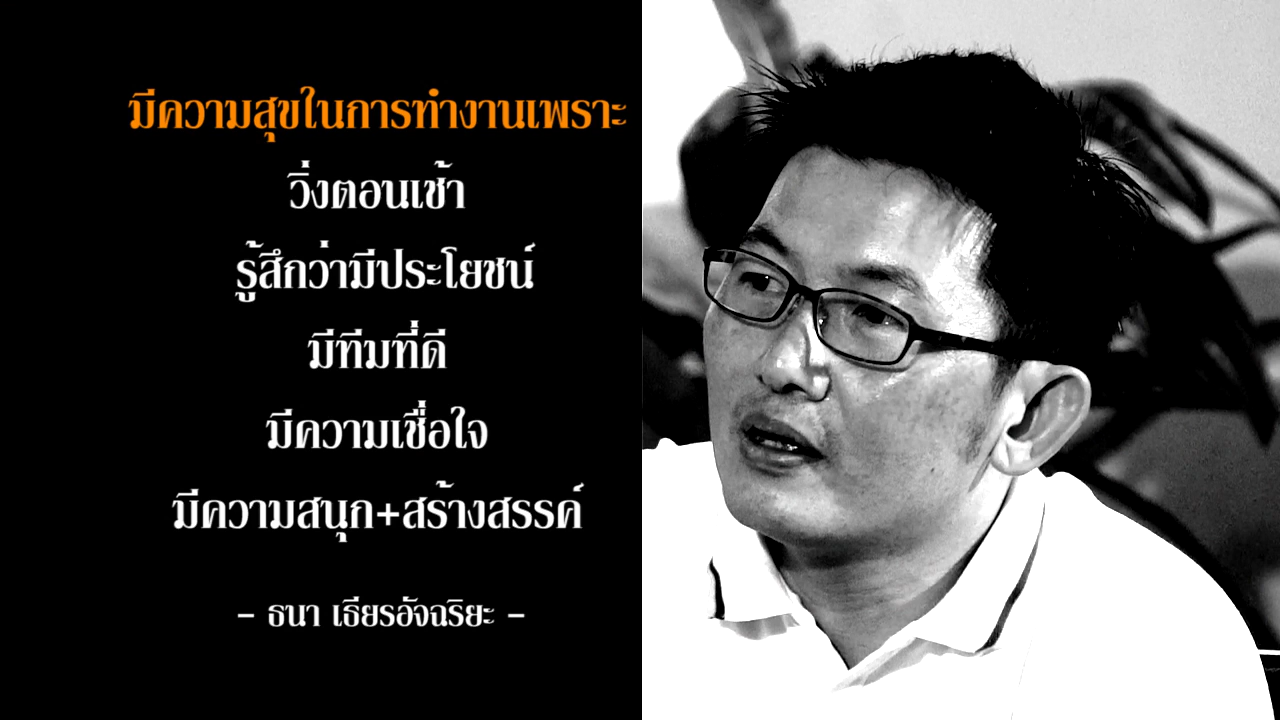 มีความสุขในการทำงานเพราะ
วิ่งตอนเช้า
รู้สึกว่ามีประโยชน์
มีทีมที่ดี
มีความเชื่อใจ
มีความสนุก+สร้างสรรค์
– ธนา เธียรอัจฉริยะ –